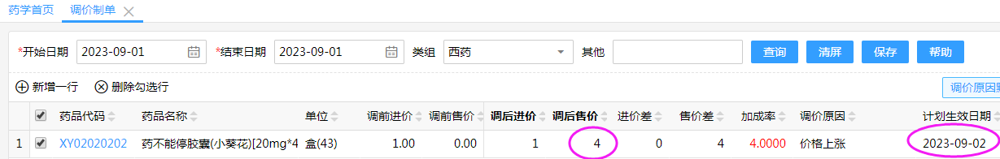 药学首页 调价制单
*开始日期 2023-09-01 *结束日期 2023-09-01 类组 西药 其他 查询 清屏 保存 帮助
新增一行 删除勾选行 调价原因
药品代码 药品名称 单位 调前进价 调前售价 调后进价 调后售价 进价差 售价差 加成率 调价原因 计划生效日期
1 XY02020202 药不能停胶囊(小葵花)[20mg*4 盒(43) 1.00 0.00 1 4 0 4 4.0000 价格上涨 2023-09-02